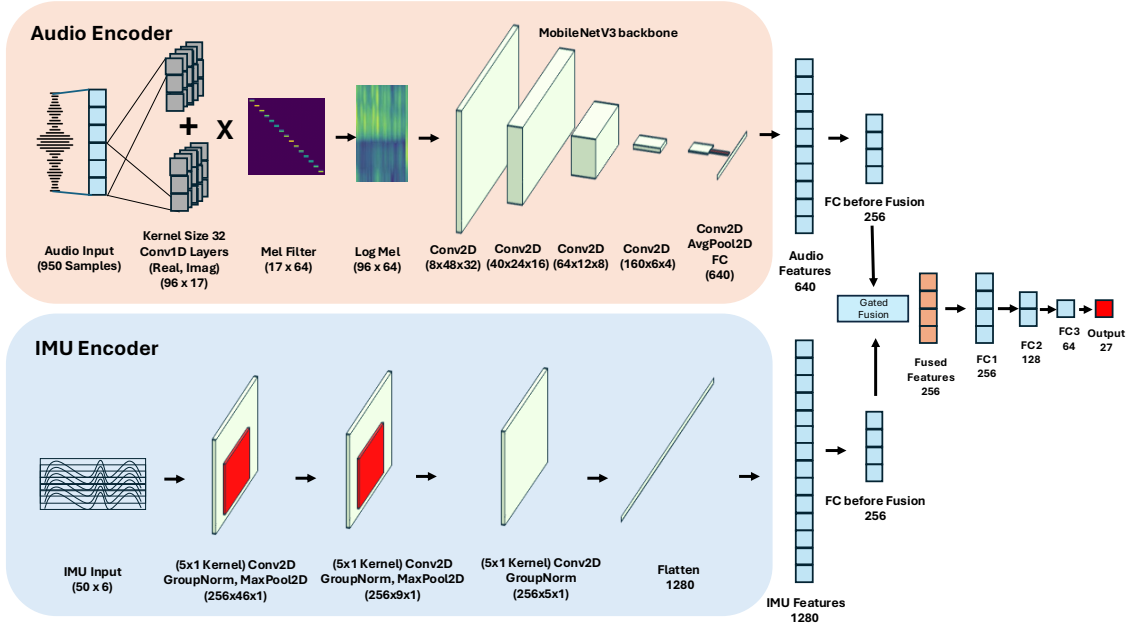 Audio Encoder
MobileNetV3 backbone
+
X
Audio Input
(950 Samples)
Kernel Size 32
Conv1D Layers
(Real, Imag)
(96 x 17)
Mel Filter
(17 x 64)
Log Mel
(96 x 64)
Conv2D
(8x48x32)
Conv2D
(40x24x16)
Conv2D
(64x12x8)
Conv2D
(160x6x4)
Conv2D
AvgPool2D
FC
(640)
Audio
Features
640
FC before Fusion
256
Gated
Fusion
Fused
Features
256
FC1
256
FC2
128
FC3
64
Output
27
IMU Encoder
IMU Input
(50 x 6)
(5x1 Kernel) Conv2D
GroupNorm, MaxPool2D
(256x46x1)
(5x1 Kernel) Conv2D
GroupNorm, MaxPool2D
(256x9x1)
(5x1 Kernel) Conv2D
GroupNorm
(256x5x1)
Flatten
1280
IMU Features
1280
FC before Fusion
256